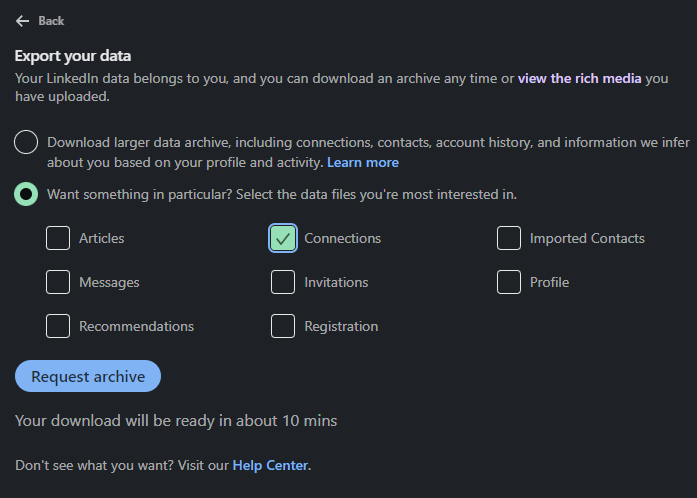 Back
Export your data
Your LinkedIn data belongs to you, and you can download an archive any time or view the rich media you
have uploaded.
Download larger data archive, including connections, contacts, account history, and information we infer
about you based on your profile and activity. Learn more
Want something in particular? Select the data files you're most interested in.
Articles Connections Imported Contacts
Messages Invitations Profile
Recommendations Registration
Request archive
Your download will be ready in about 10 mins
Don't see what you want? Visit our Help Center.